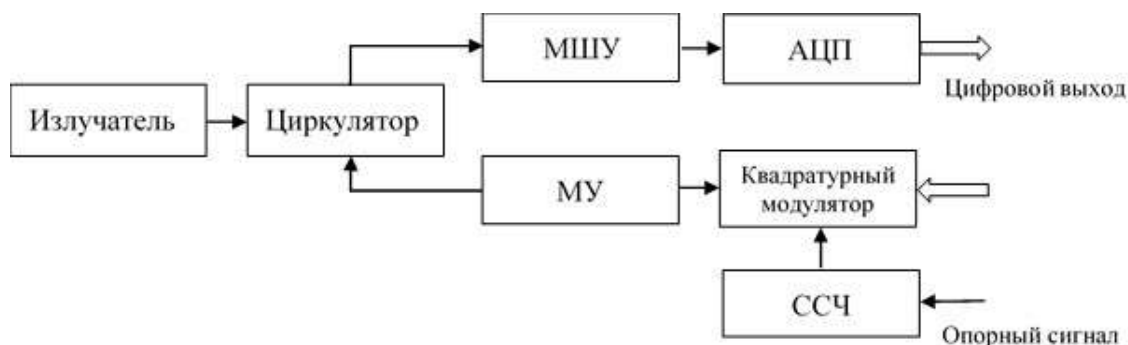 МШУ
АЦП
Цифровой выход
Излучатель
Циркулятор
МУ
Квадратурный
модулятор
ССЧ
Опорный сигнал